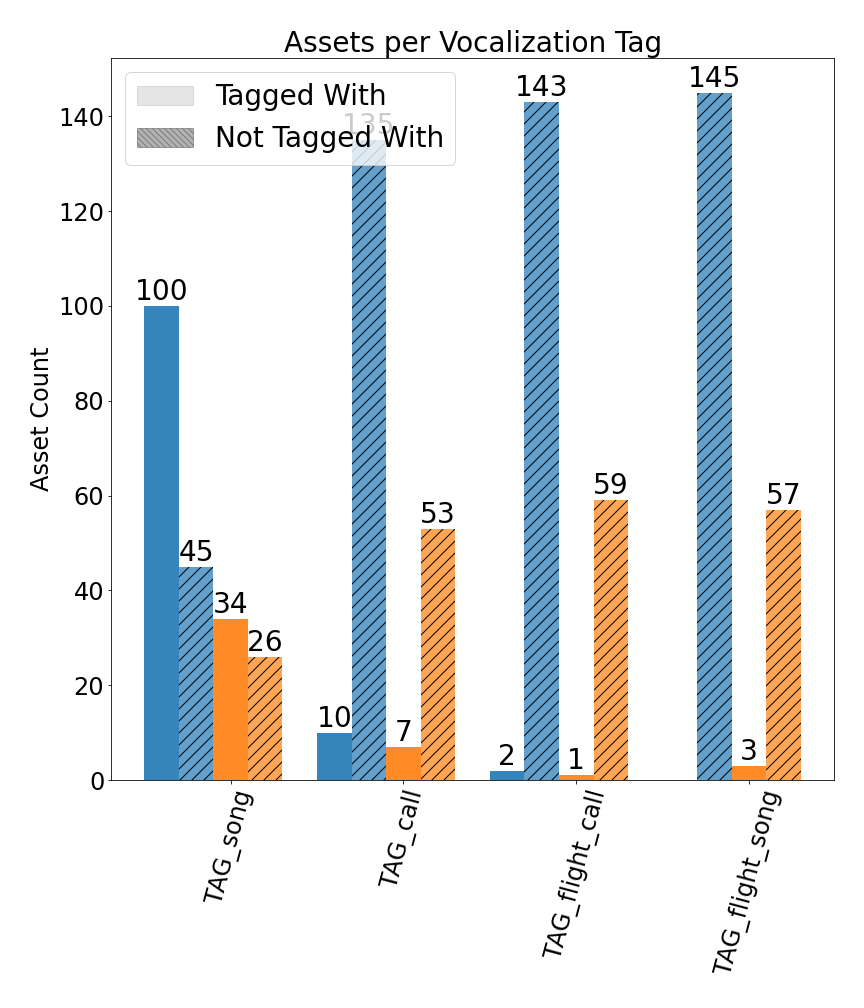 Assets per Vocalization Tag
Tagged With
Not Tagged With
Asset Count
140
120
100
80
60
40
20
0
100
45
34
26
10
135
7
53
2
143
1
59
145
3
57
TAG_song
TAG_call
TAG_flight_call
TAG_flight_song